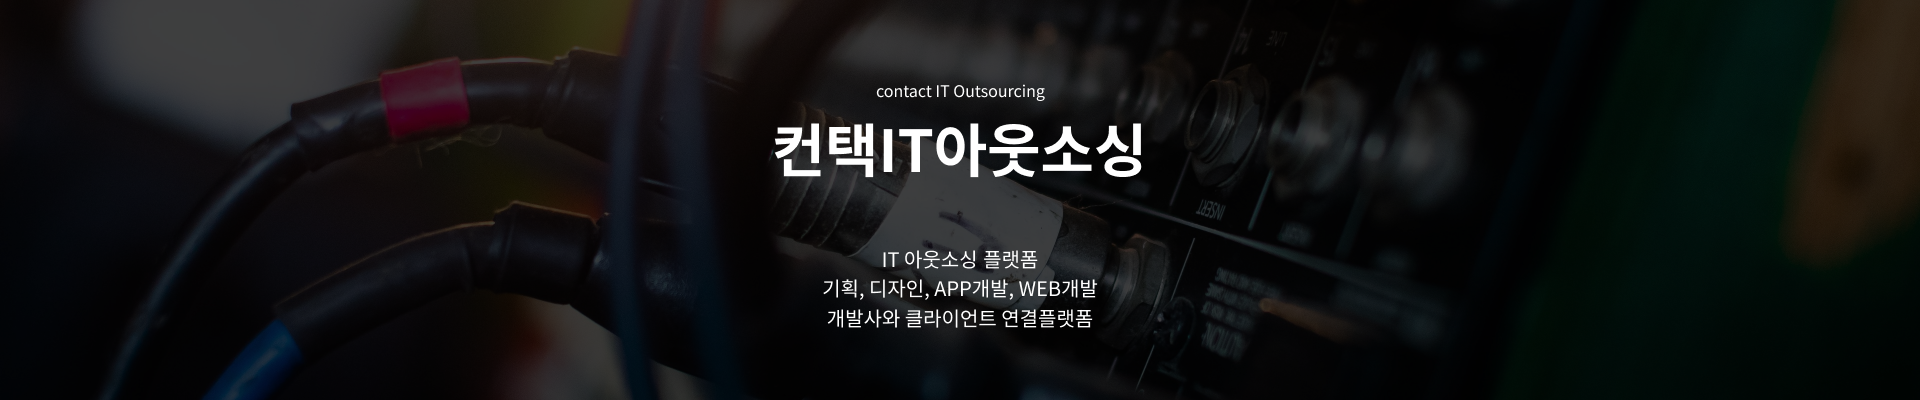 contact IT Outsourcing
컨택IT아웃소싱
INSERT
IT 아웃소싱 플랫폼
기획, 디자인, APP개발, WEB개발
개발사와 클라이언트 연결플랫폼